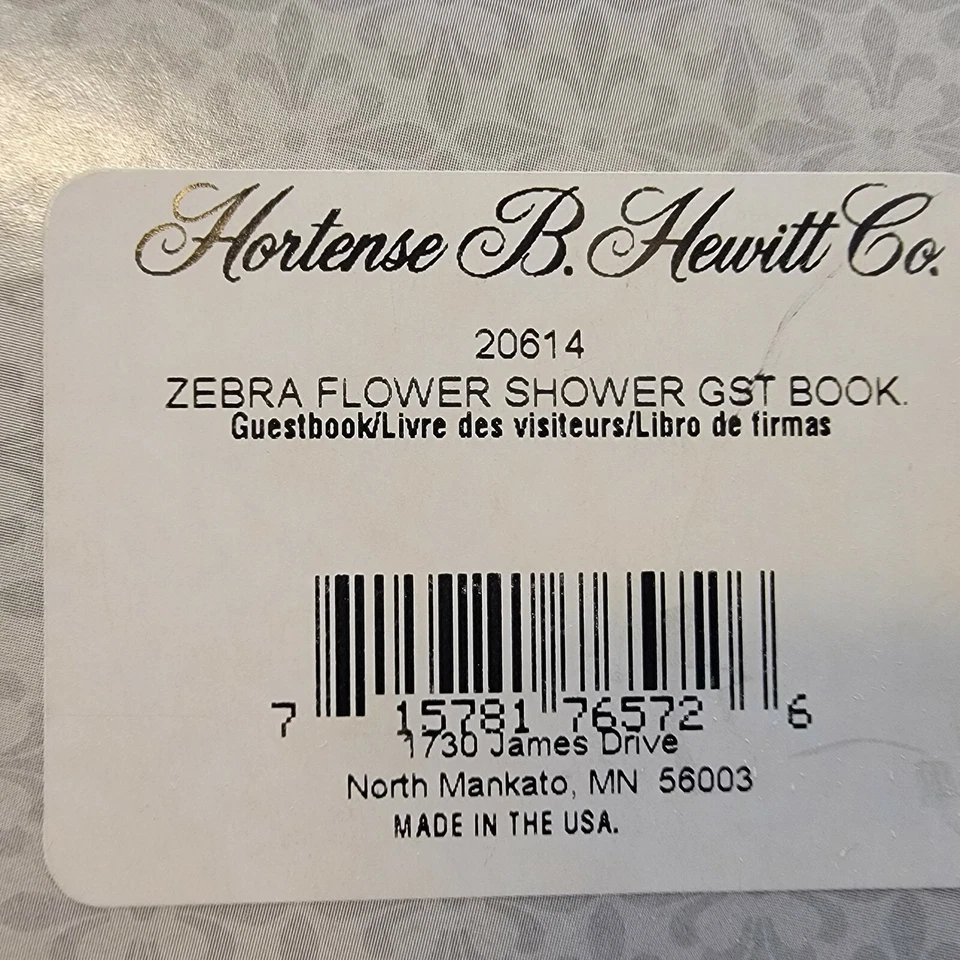 Hortense B. Hewitt Co.
20614
ZEBRA FLOWER SHOWER GST BOOK.
Guestbook/Livre des visiteurs/Libro de firmas
7 15781 76572 6
1730 James Drive
North Mankato, MN 56003
MADE IN THE USA.